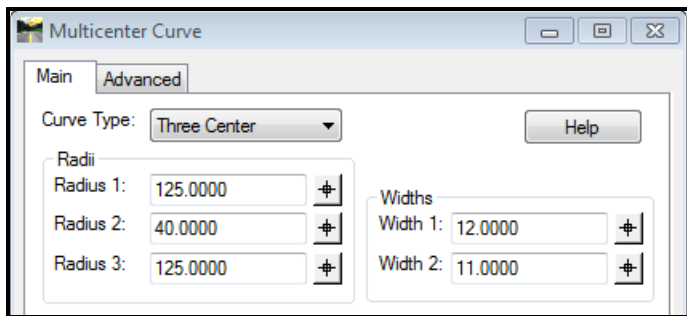 Multicenter Curve
Main Advanced
Curve Type: Three Center Help
Radii
Radius 1: 125.0000
Radius 2: 40.0000
Radius 3: 125.0000
Widths
Width 1: 12.0000
Width 2: 11.0000